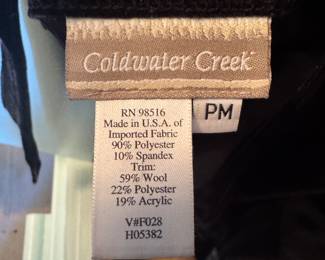 Coldwater Creek
PM
RN 98516
Made in U.S.A. of
Imported Fabric
90% Polyester
10% Spandex
Trim:
59% Wool
22% Polyester
19% Acrylic
V#F028
H05382